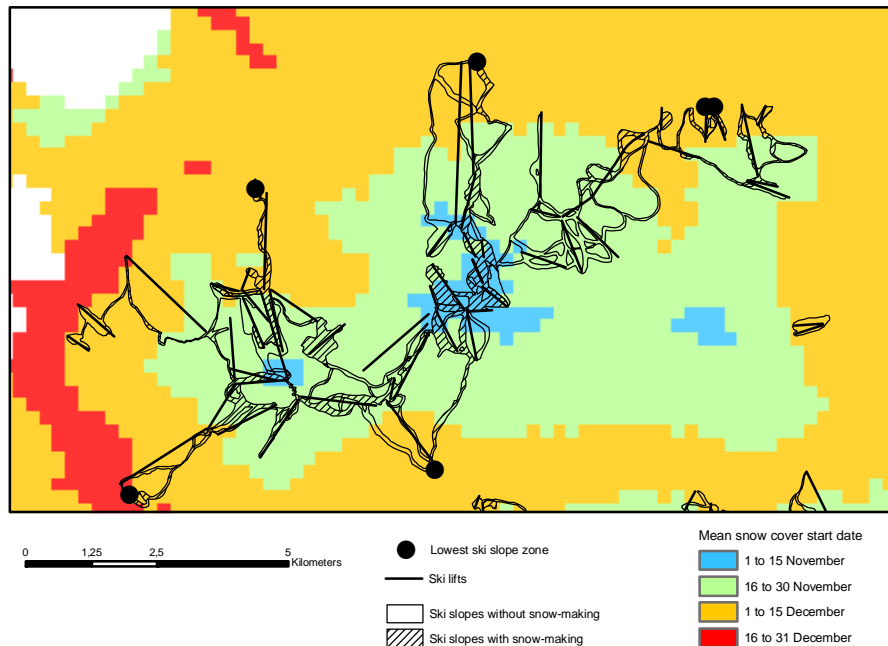 0 1,25 2,5 5
Kilometers
Lowest ski slope zone
Ski lifts
Ski slopes without snow-making
Ski slopes with snow-making
Mean snow cover start date
1 to 15 November
16 to 30 November
1 to 15 December
16 to 31 December